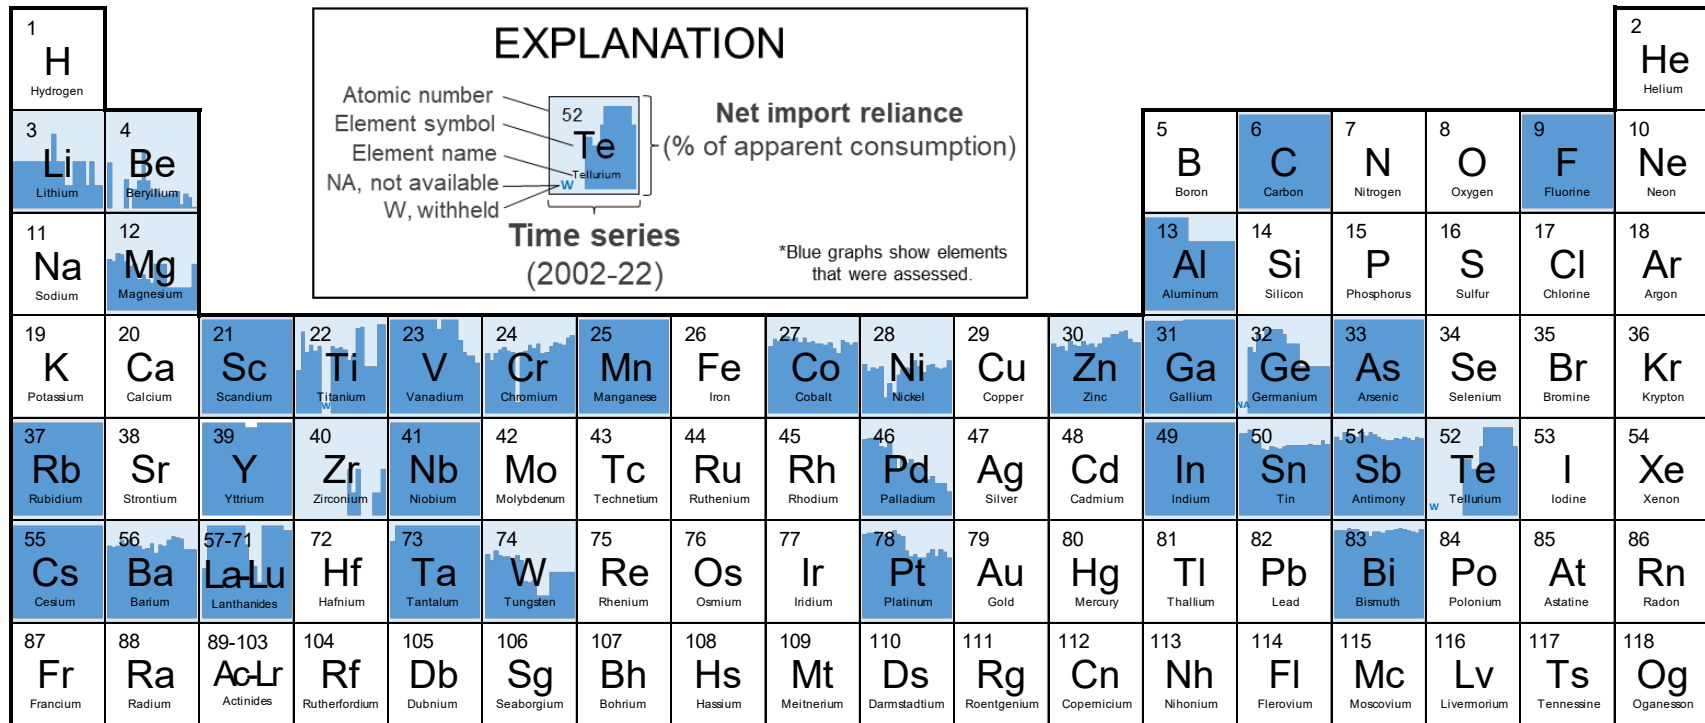 1
H
Hydrogen
2
He
Helium
EXPLANATION
Atomic number
Element symbol
Element name
NA, not available
W, withheld
52
Te
Tellurium
W
Net import reliance
(% of apparent consumption)
Time series
(2002-22)
*Blue graphs show elements
that were assessed.
3
Li
Lithium
4
Be
Beryllium
5
B
Boron
6
C
Carbon
7
N
Nitrogen
8
O
Oxygen
9
F
Fluorine
10
Ne
Neon
11
Na
Sodium
12
Mg
Magnesium
13
Al
Aluminum
14
Si
Silicon
15
P
Phosphorus
16
S
Sulfur
17
Cl
Chlorine
18
Ar
Argon
19
K
Potassium
20
Ca
Calcium
21
Sc
Scandium
22
Ti
Titanium
W
23
V
Vanadium
24
Cr
Chromium
25
Mn
Manganese
26
Fe
Iron
27
Co
Cobalt
28
Ni
Nickel
29
Cu
Copper
30
Zn
Zinc
31
Ga
Gallium
32
Ge
Germanium
NA
33
As
Arsenic
34
Se
Selenium
35
Br
Bromine
36
Kr
Krypton
37
Rb
Rubidium
38
Sr
Strontium
39
Y
Yttrium
40
Zr
Zirconium
41
Nb
Niobium
42
Mo
Molybdenum
43
Tc
Technetium
44
Ru
Ruthenium
45
Rh
Rhodium
46
Pd
Palladium
47
Ag
Silver
48
Cd
Cadmium
49
In
Indium
50
Sn
Tin
51
Sb
Antimony
52
Te
Tellurium
W
53
I
Iodine
54
Xe
Xenon
55
Cs
Cesium
56
Ba
Barium
57-71
La-Lu
Lanthanides
72
Hf
Hafnium
73
Ta
Tantalum
74
W
Tungsten
75
Re
Rhenium
76
Os
Osmium
77
Ir
Iridium
78
Pt
Platinum
79
Au
Gold
80
Hg
Mercury
81
Tl
Thallium
82
Pb
Lead
83
Bi
Bismuth
84
Po
Polonium
85
At
Astatine
86
Rn
Radon
87
Fr
Francium
88
Ra
Radium
89-103
Ac-Lr
Actinides
104
Rf
Rutherfordium
105
Db
Dubnium
106
Sg
Seaborgium
107
Bh
Bohrium
108
Hs
Hassium
109
Mt
Meitnerium
110
Ds
Darmstadtium
111
Rg
Roentgenium
112
Cn
Copernicium
113
Nh
Nihonium
114
Fl
Flerovium
115
Mc
Moscovium
116
Lv
Livermorium
117
Ts
Tennessine
118
Og
Oganesson